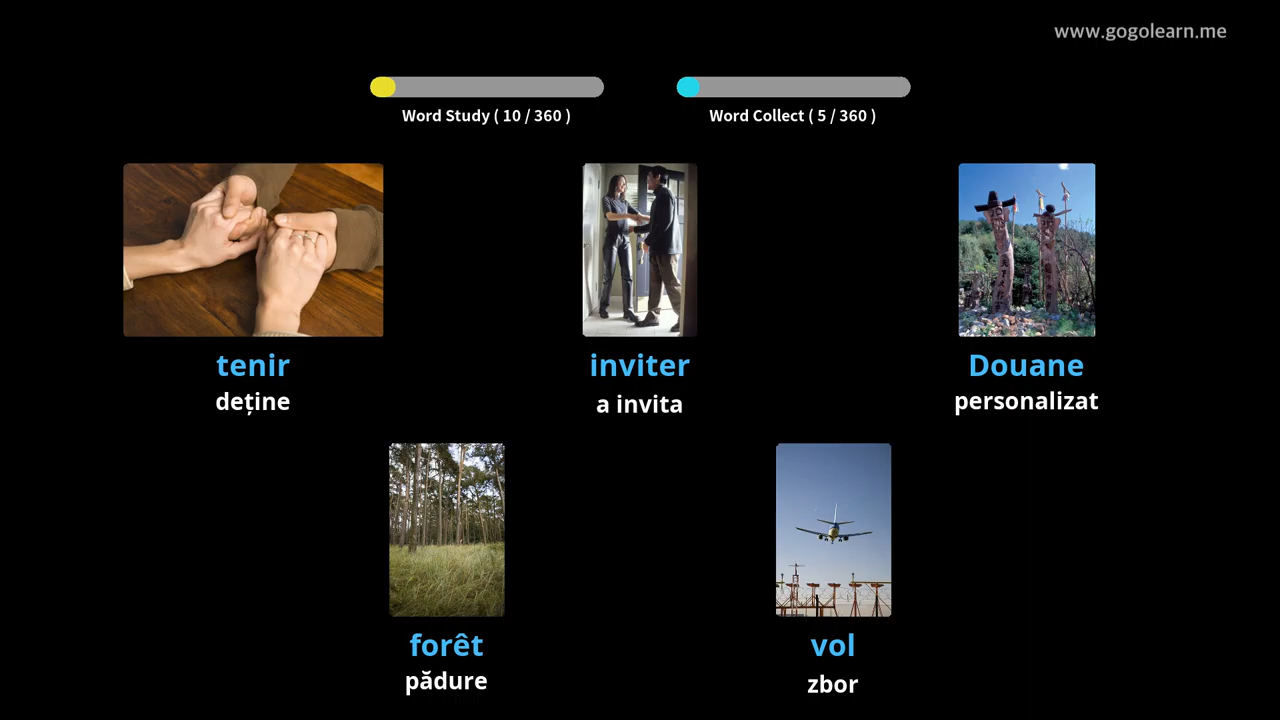 www.gogolearn.me
Word Study ( 10 / 360 )
Word Collect ( 5 / 360 )
tenir
deține
inviter
a invita
Douane
personalizat
forêt
pădure
vol
zbor